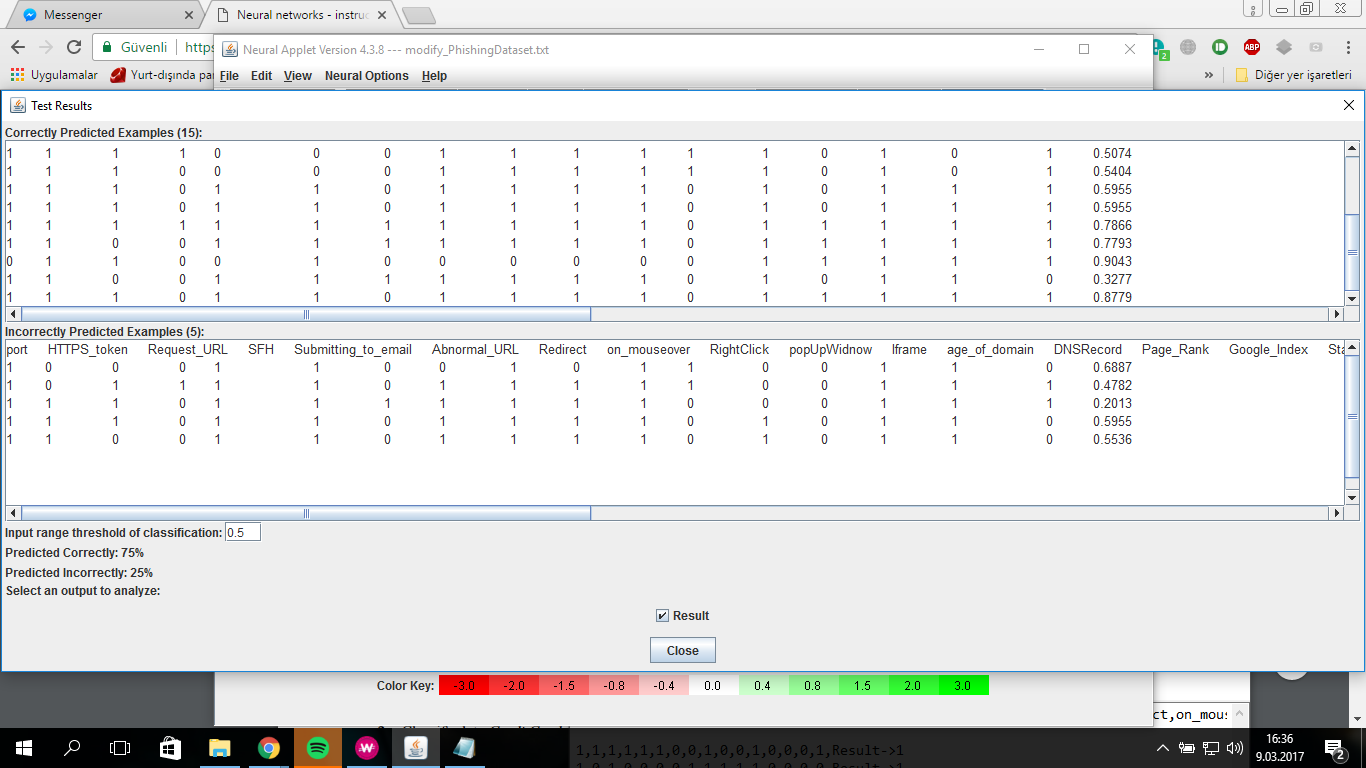 Messenger
Neural networks - instruc
Güvenli
https
Neural Applet Version 4.3.8 --- modify_PhishingDataset.txt
ABP
2
Uygulamalar
Yurt-dışında
File Edit View Neural Options Help
»
Diğer yer işaretleri
Test Results
Correctly Predicted Examples (15):
1 1 1 1 0 0 0 1 1 1 1 1 1 0 1 0 1 0.5074
1 1 1 0 0 0 0 1 1 1 1 1 1 0 1 0 1 0.5404
1 1 1 0 1 1 0 1 1 1 1 0 1 0 1 1 1 0.5955
1 1 1 0 1 1 0 1 1 1 1 0 1 0 1 1 1 0.5955
1 1 1 1 1 1 1 1 1 1 1 0 1 1 1 1 1 0.7866
1 1 0 0 1 1 1 1 1 1 1 0 1 1 1 1 1 0.7793
0 1 1 0 0 1 0 0 0 0 0 0 1 1 1 1 1 0.9043
1 1 0 0 1 1 1 1 1 1 1 0 1 0 1 1 0 0.3277
1 1 1 0 1 1 0 1 1 1 1 0 1 1 1 1 1 0.8779
Incorrectly Predicted Examples (5):
port HTTPS_token Request_URL SFH Submitting_to_email Abnormal_URL Redirect on_mouseover RightClick popUpWidnow Iframe age_of_domain DNSRecord Page_Rank Google_Index Sta
1 0 0 0 1 1 0 0 1 0 1 1 0 0 1 1 0 0.6887
1 0 1 1 1 1 0 1 1 1 1 1 0 0 1 1 1 0.4782
1 1 1 0 1 1 1 1 1 1 1 0 0 0 1 1 1 0.2013
1 1 1 0 1 1 0 1 1 1 1 0 1 0 1 1 0 0.5955
1 1 0 0 1 1 0 1 1 1 1 0 1 0 1 1 0 0.5536
Input range threshold of classification: 0.5
Predicted Correctly: 75%
Predicted Incorrectly: 25%
Select an output to analyze:
Result
Close
Color Key: -3.0 -2.0 -1.5 -0.8 -0.4 0.0 0.4 0.8 1.5 2.0 3.0
ct,on_mou
1,1,1,1,1,1,0,0,1,0,0,1,0,0,0,1,Result->1
16:36
9.03.2017
2